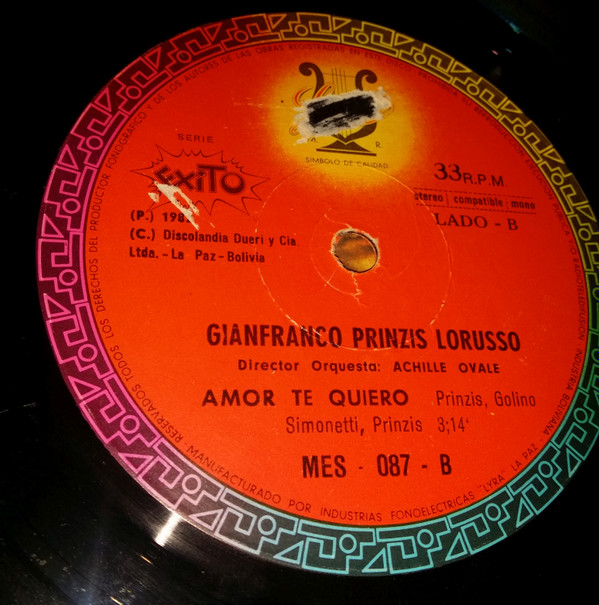 RESERVADOS TODOS LOS DERECHOS DEL PRODUCTOR FONOGRAFICO Y DE LOS AUTORES DE LAS OBRAS REGISTRADAS EN ESTE
INDUSTRIA BOLIVIANA
M. R.
SIMBOLO DE CALIDAD
SERIE
EXITO
33 R.P.M
stereo | compatible | mono
LADO - B
(P.) 198
(C.) Discolandia Dueri y Cia
Ltda. - La Paz - Bolivia
GIANFRANCO PRINZIS LORUSSO
Director Orquesta: ACHILLE OVALE
AMOR TE QUIERO Prinzis, Golino
Simonetti, Prinzis 3;14'
MES - 087 - B
MANUFACTURADO POR INDUSTRIAS FONOELECTRICAS "LYRA" LA PAZ